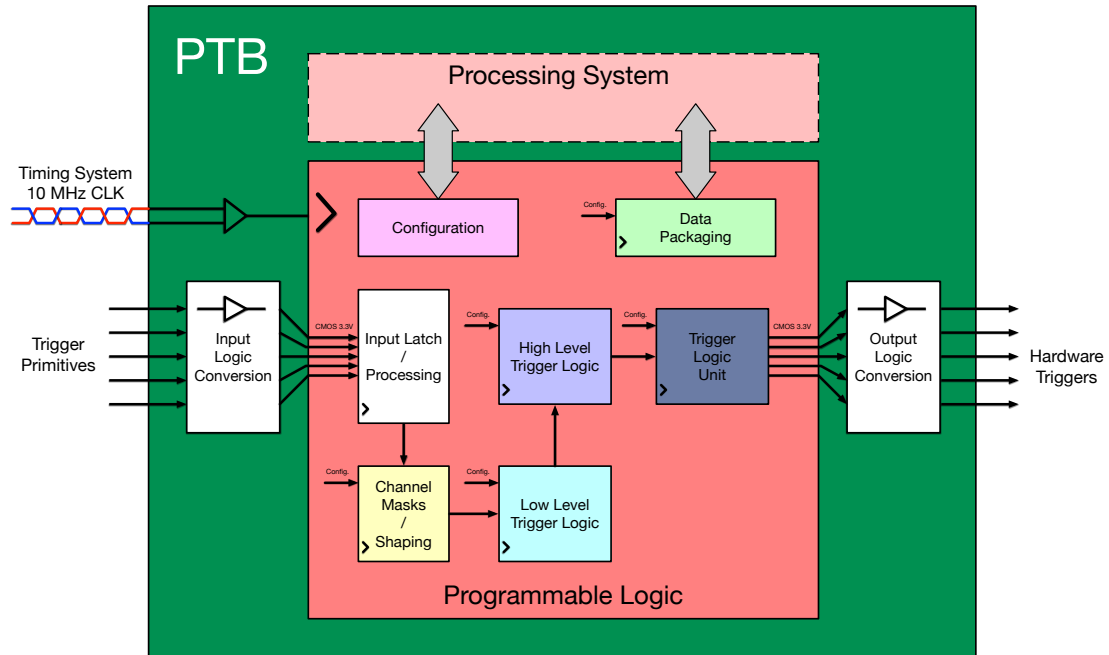 PTB
Processing System
Timing System
10 MHz CLK
Configuration
Config.
Data
Packaging
Trigger
Primitives
Input
Logic
Conversion
CMOS 3.3V
Input Latch
/
Processing
Config.
High Level
Trigger Logic
Config.
Trigger
Logic
Unit
CMOS 3.3V
Output
Logic
Conversion
Hardware
Triggers
Config.
Channel
Masks
/
Shaping
Config.
Low Level
Trigger Logic
Programmable Logic